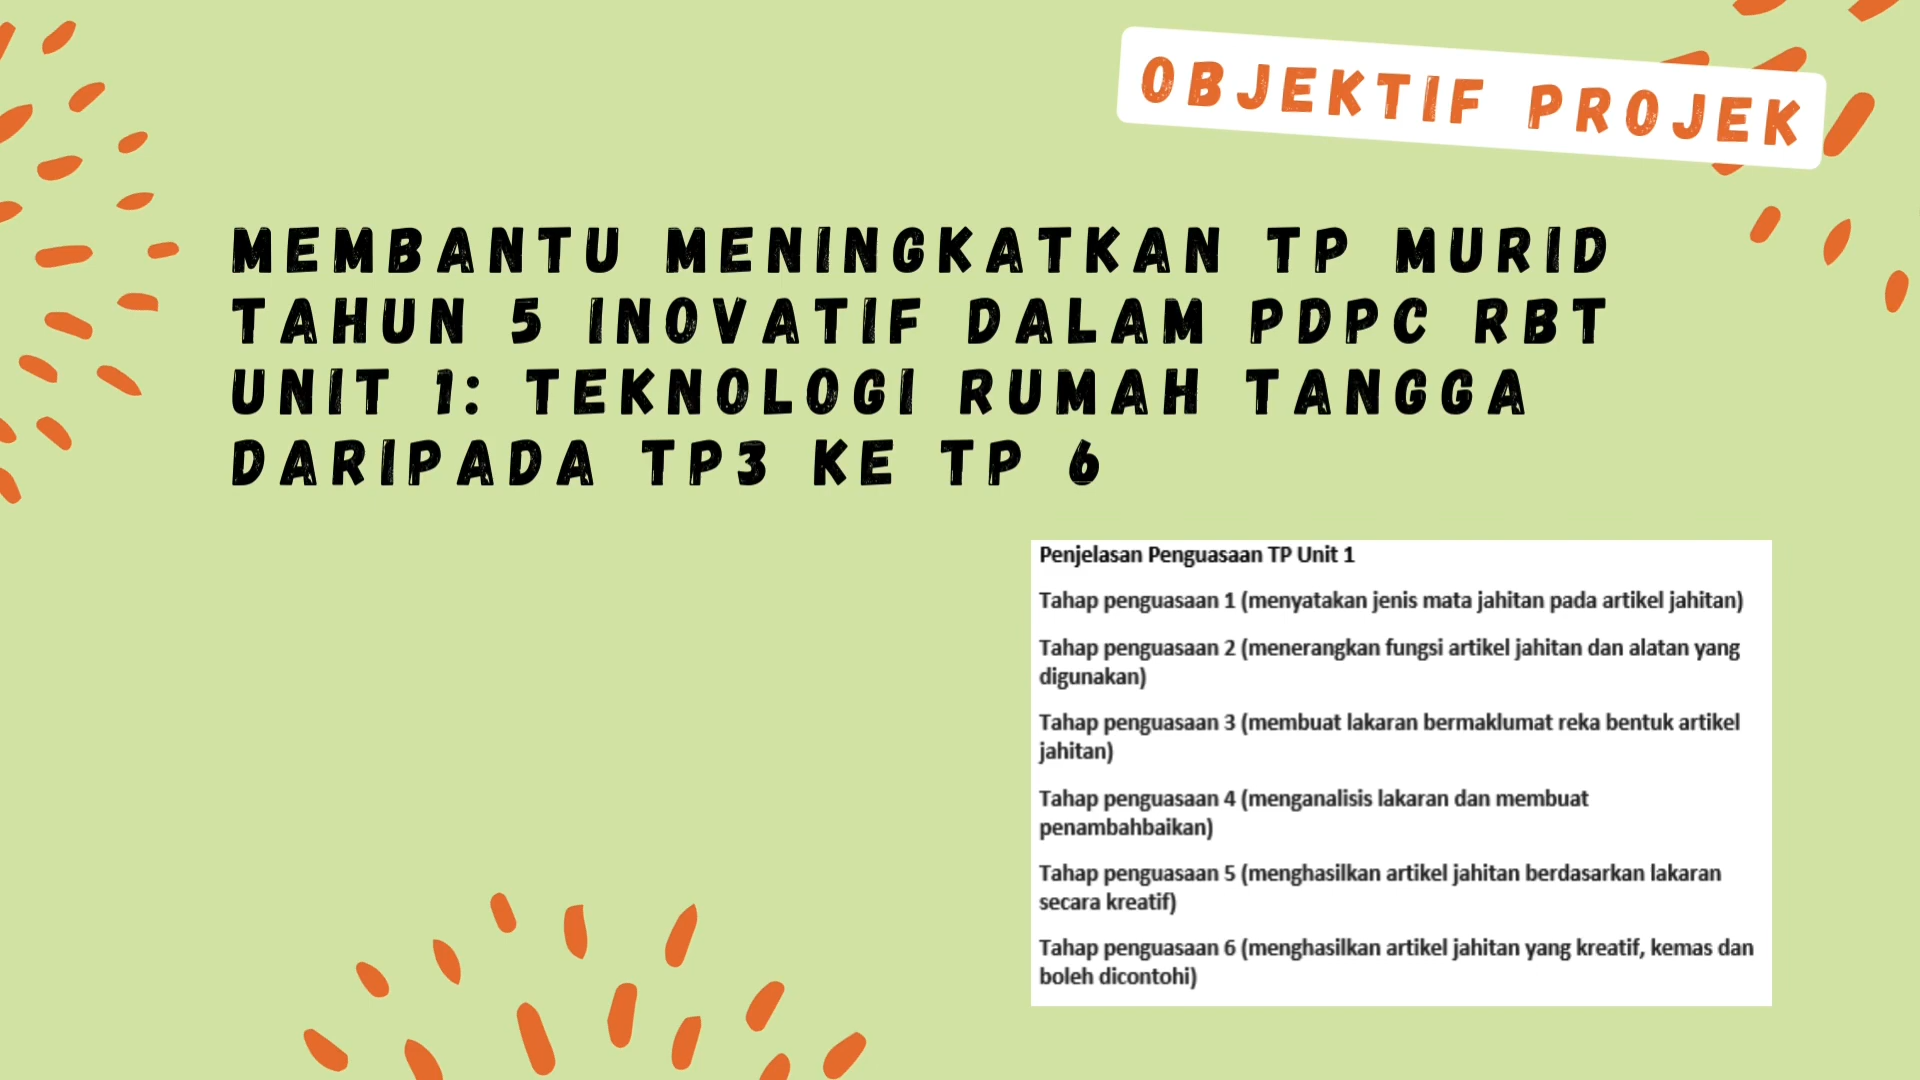 OBJEKTIF PROJEK
MEMBANTU MENINGKATKAN TP MURID
TAHUN 5 INOVATIF DALAM PDPC RBT
UNIT 1: TEKNOLOGI RUMAH TANGGA
DARIPADA TP3 KE TP 6
Penjelasan Penguasaan TP Unit 1
Tahap penguasaan 1 (menyatakan jenis mata jahitan pada artikel jahitan)
Tahap penguasaan 2 (menerangkan fungsi artikel jahitan dan alatan yang
digunakan)
Tahap penguasaan 3 (membuat lakaran bermaklumat reka bentuk artikel
jahitan)
Tahap penguasaan 4 (menganalisis lakaran dan membuat
penambahbaikan)
Tahap penguasaan 5 (menghasilkan artikel jahitan berdasarkan lakaran
secara kreatif)
Tahap penguasaan 6 (menghasilkan artikel jahitan yang kreatif, kemas dan
boleh dicontohi)